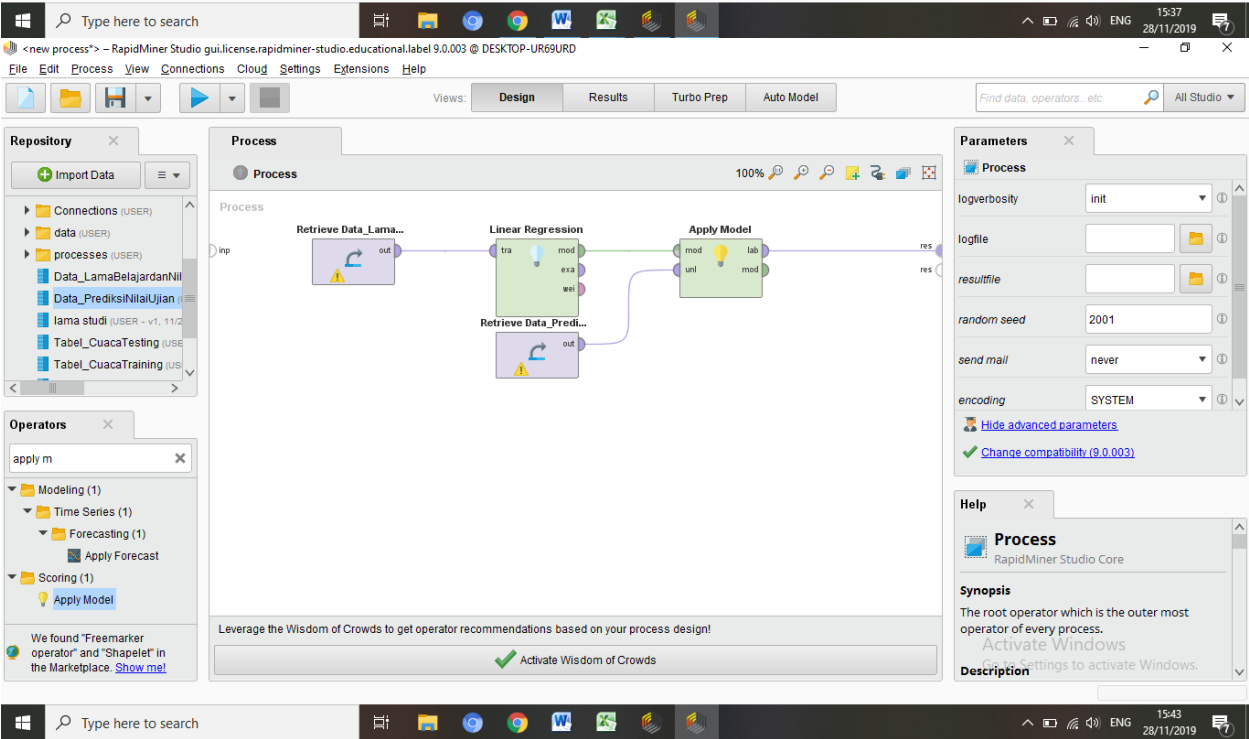 Type here to search
ENG
15:37
28/11/2019
<new process*> – RapidMiner Studio gui.license.rapidminer-studio.educational.label 9.0.003 @ DESKTOP-UR69URD
File Edit Process View Connections Cloud Settings Extensions Help
Views: Design Results Turbo Prep Auto Model
Find data, operators...etc
All Studio
Repository
Import Data
Connections (USER)
data (USER)
processes (USER)
Data_LamaBelajardanNil
Data_PrediksiNilaiUjian
lama studi (USER - v1, 11/2
Tabel_CuacaTesting (USE
Tabel_CuacaTraining (US
Operators
apply m
Modeling (1)
Time Series (1)
Forecasting (1)
Apply Forecast
Scoring (1)
Apply Model
We found "Freemarker
operator" and "Shapelet" in
the Marketplace. Show me!
Process
Process
100%
Process
inp
Retrieve Data_Lama...
out
Linear Regression
tra mod
exa
wei
Apply Model
mod lab
unl mod
Retrieve Data_Predi...
out
res
res
Leverage the Wisdom of Crowds to get operator recommendations based on your process design!
Activate Wisdom of Crowds
Parameters
Process
logverbosity init
logfile
resultfile
random seed 2001
send mail never
encoding SYSTEM
Hide advanced parameters
Change compatibility (9.0.003)
Help
Process
RapidMiner Studio Core
Synopsis
The root operator which is the outer most
operator of every process.
Activate Windows
Go to Settings to activate Windows.
Description
Type here to search
ENG
15:43
28/11/2019